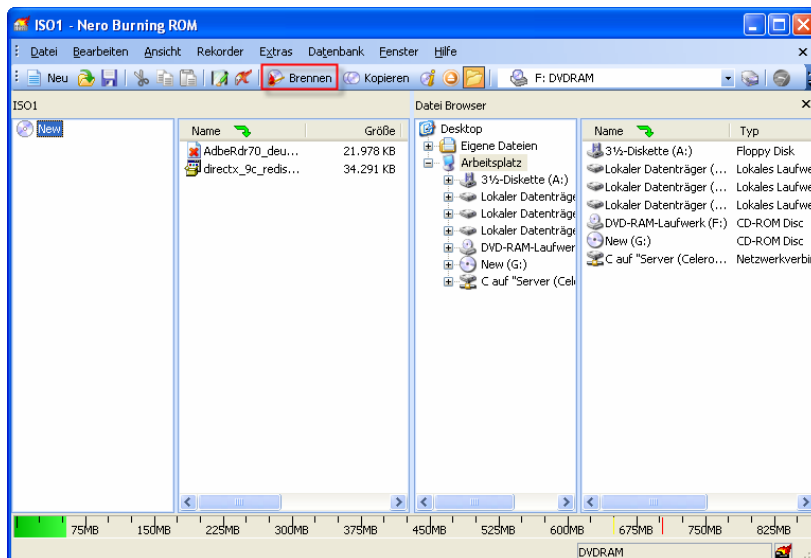 ISO1 - Nero Burning ROM
Datei Bearbeiten Ansicht Rekorder Extras Datenbank Fenster Hilfe
Neu Brennen Kopieren F: DVDRAM
ISO1
New
Name Größe
AdbeRdr70_deu... 21.978 KB
directx_9c_redis... 34.291 KB
Datei Browser
Desktop
Eigene Dateien
Arbeitsplatz
3½-Diskette (A:)
Lokaler Datenträge
Lokaler Datenträge
Lokaler Datenträge
DVD-RAM-Laufwer
New (G:)
C auf "Server (Cel
Name Typ
3½-Diskette (A:) Floppy Disk
Lokaler Datenträger (... Lokales Laufwe
Lokaler Datenträger (... Lokales Laufwe
Lokaler Datenträger (... Lokales Laufwe
DVD-RAM-Laufwerk (F:) CD-ROM Disc
New (G:) CD-ROM Disc
C auf "Server (Celero... Netzwerkverbi
75MB 150MB 225MB 300MB 375MB 450MB 525MB 600MB 675MB 750MB 825MB
DVDRAM